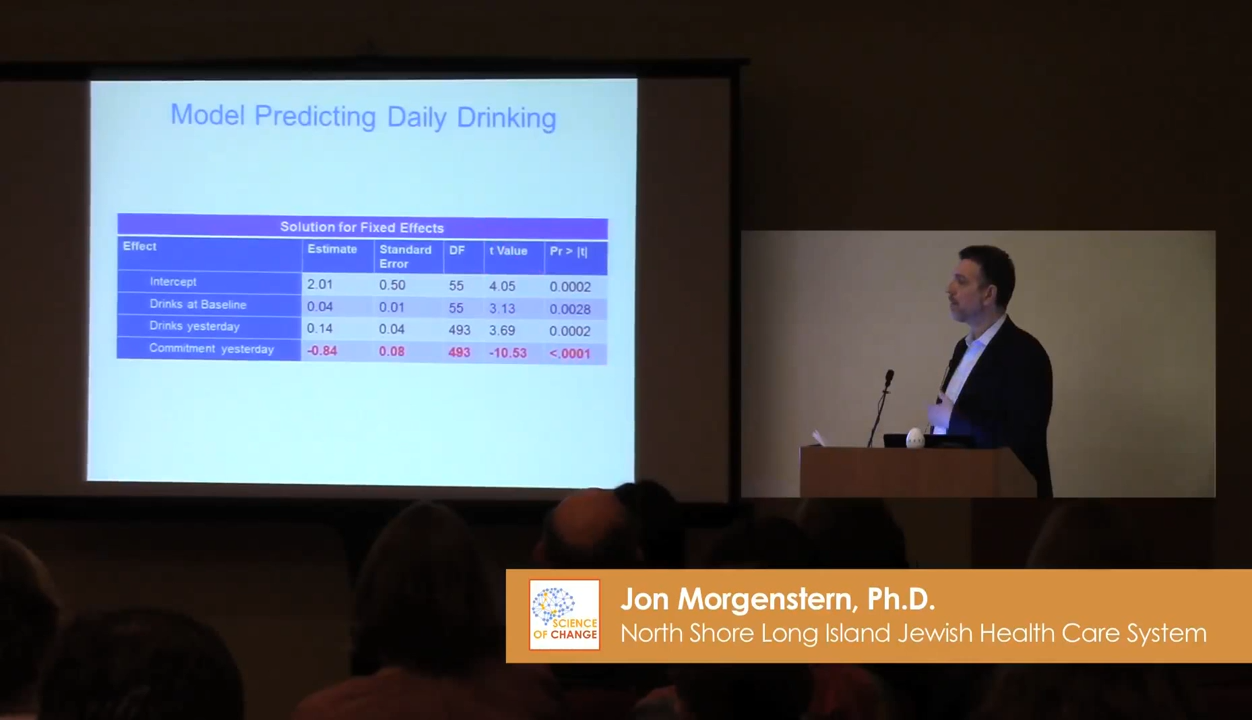 Model Predicting Daily Drinking
Solution for Fixed Effects
Effect Estimate Standard Error DF t Value Pr > |t|
Intercept 2.01 0.50 55 4.05 0.0002
Drinks at Baseline 0.04 0.01 55 3.13 0.0028
Drinks yesterday 0.14 0.04 493 3.69 0.0002
Commitment yesterday -0.84 0.08 493 -10.53 <.0001
SCIENCE
OF CHANGE
Jon Morgenstern, Ph.D.
North Shore Long Island Jewish Health Care System